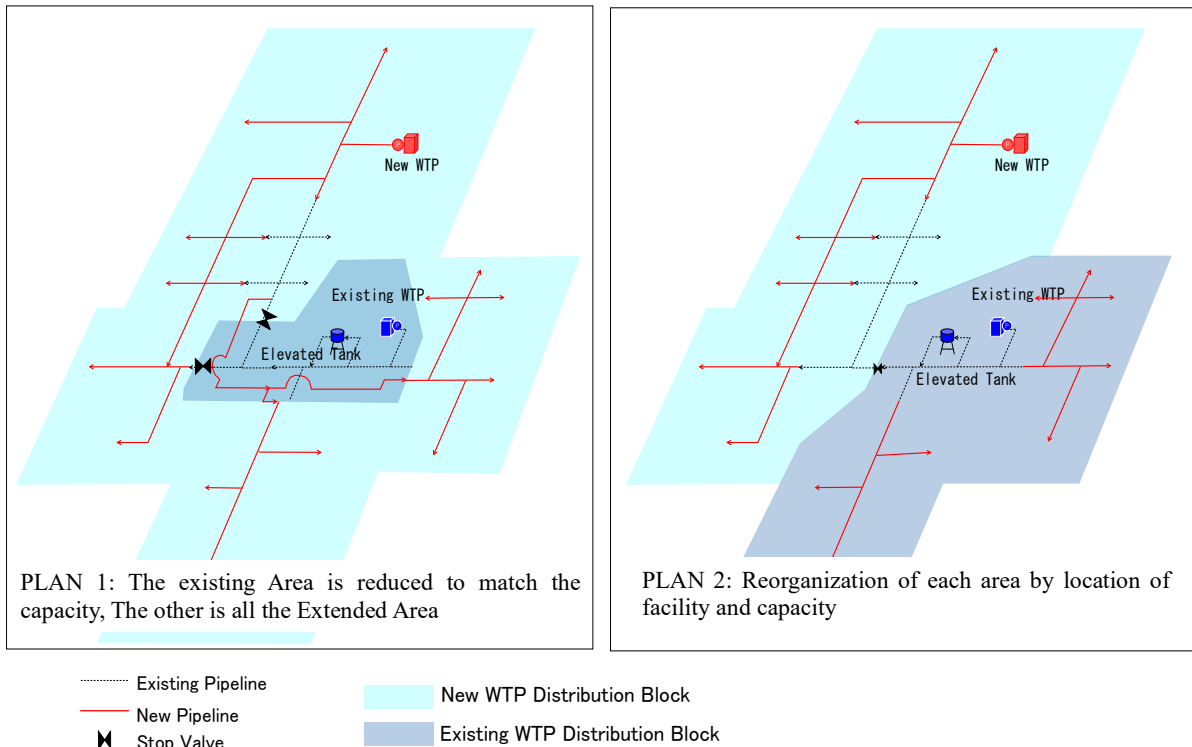 New WTP
Existing WTP
Elevated Tank
PLAN 1: The existing Area is reduced to match the
capacity, The other is all the Extended Area
New WTP
Existing WTP
Elevated Tank
PLAN 2: Reorganization of each area by location of
facility and capacity
Existing Pipeline
New Pipeline
Stop Valve
New WTP Distribution Block
Existing WTP Distribution Block